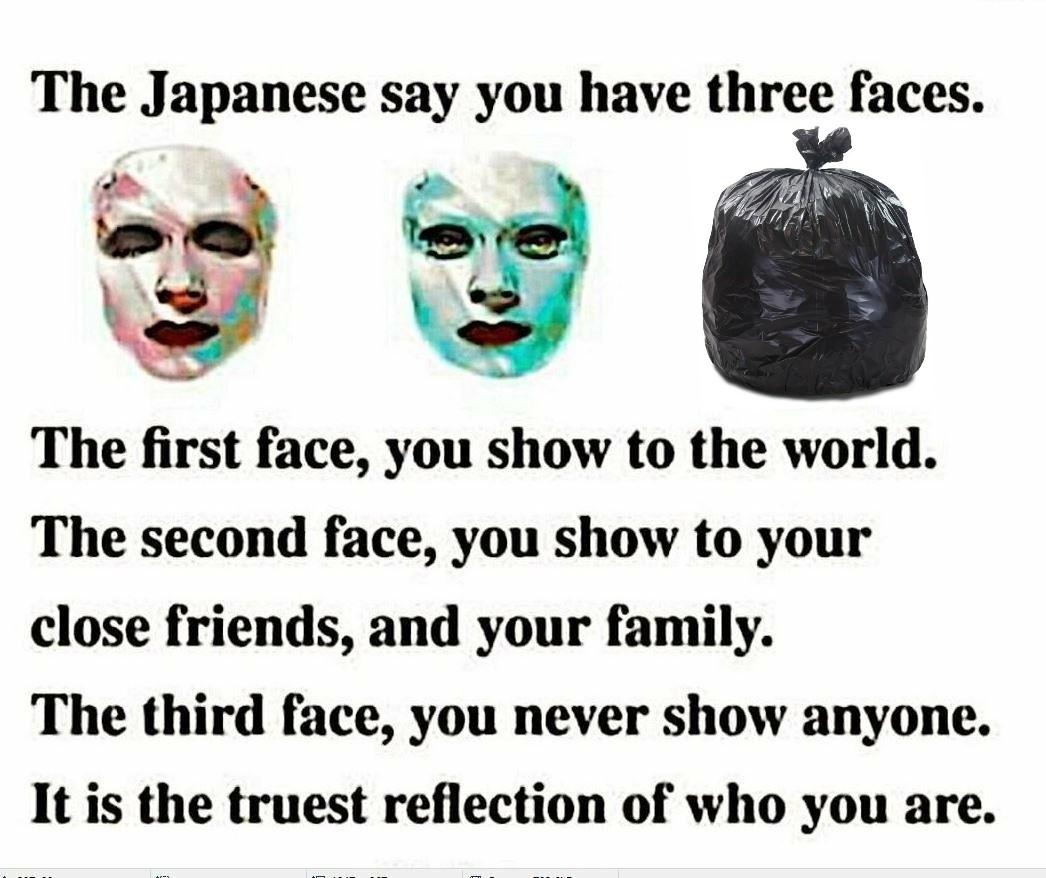 The Japanese say you have three faces.
The first face, you show to the world.
The second face, you show to your
close friends, and your family.
The third face, you never show anyone.
It is the truest reflection of who you are.